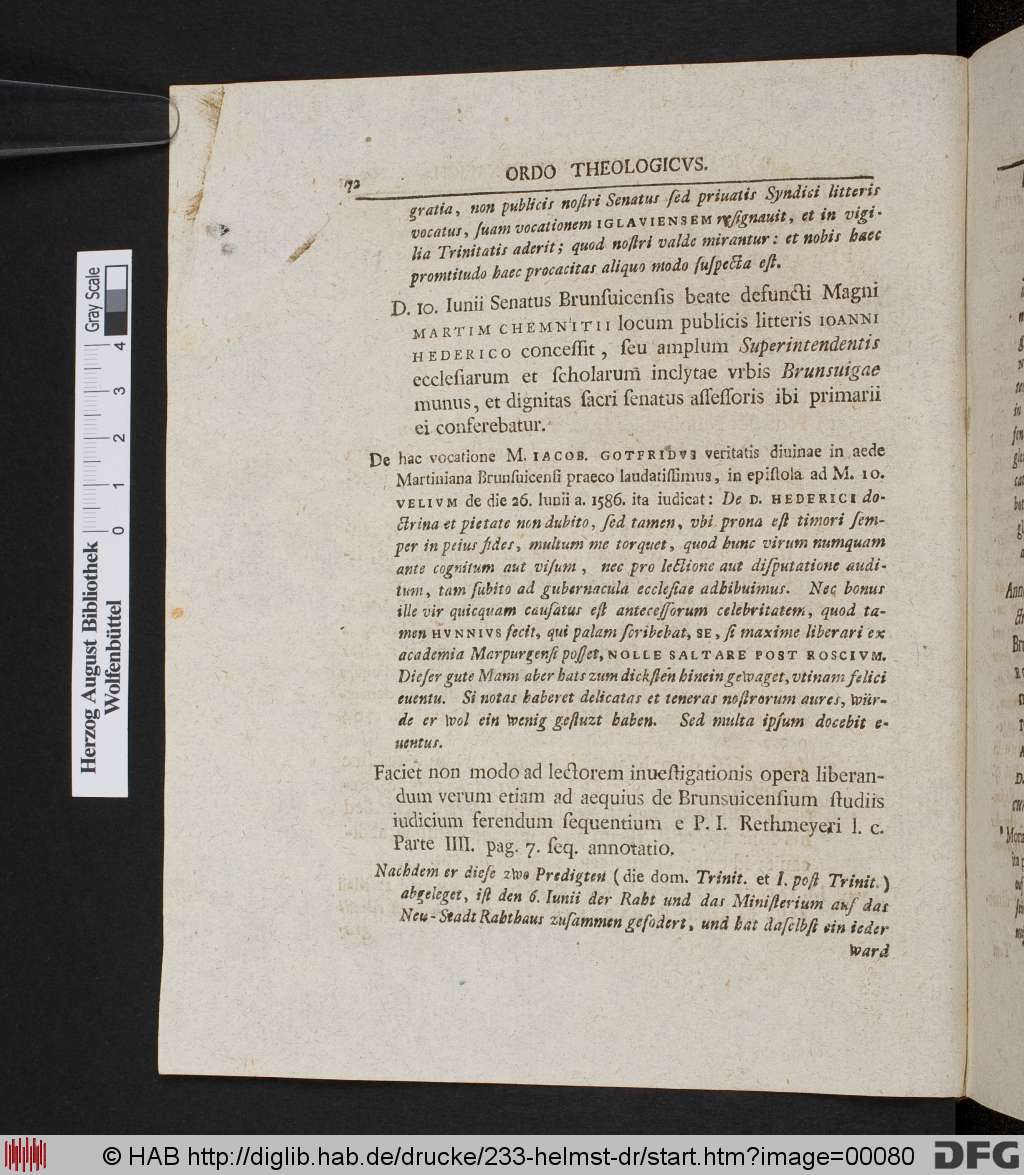 72
ORDO THEOLOGICVS.
gratia, non publicis noſtri Senatus ſed priuatis Syndici litteris
vocatus, ſuam vocationem IGLAVIENSEM reſignauit, et in vigi-
lia Trinitatis aderit; quod noſtri valde mirantur: et nobis haec
promtitudo haec procacitas aliquo modo ſuſpecta eſt.
D. 10. Iunii Senatus Brunſuicenſis beate defuncti Magni
MARTIM CHEMNITII locum publicis litteris IOANNI
HEDERICO conceſſit, ſeu amplum Superintendentis
eccleſiarum et ſcholarum inclytae vrbis Brunsuigae
munus, et dignitas ſacri ſenatus aſſeſſoris ibi primarii
ei conferebatur.
De hac vocatione M. IACOB. GOTFRIDVS veritatis diuinae in aede
Martiniana Brunſuicenſi praeco laudatiſſimus, in epiſtola ad M. IO.
VELIVM de die 26. Iunii a. 1586. ita iudicat: De D. HEDERICI do-
ctrina et pietate non dubito, ſed tamen, vbi prona eſt timori ſem-
per in peius fides, multum me torquet, quod hunc virum numquam
ante cognitum aut viſum, nec pro lectione aut diſputatione audi-
tum, tam ſubito ad gubernacula eccleſiae adhibuimus. Nec bonus
ille vir quicquam cauſatus eſt anteceſſorum celebritatem, quod ta-
men HVNNIVS fecit, qui palam ſcribebat, SE, ſi maxime liberari ex
academia Marpurgenſi poſſet, NOLLE SALTARE POST ROSCIVM.
Dieſer gute Mann aber hats zum dickſten hinein gewaget, vtinam felici
euentu. Si notas haberet delicatas et teneras noſtrorum aures, wür-
de er wol ein wenig geſtuzt haben. Sed multa ipſum docebit e-
uentus.
Faciet non modo ad lectorem inueſtigationis opera liberan-
dum verum etiam ad aequius de Brunsuicenſium ſtudiis
iudicium ferendum ſequentium e P. I. Rethmeyeri l. c.
Parte IIII. pag. 7. ſeq. annotatio.
Nachdem er dieſe zwo Predigten (die dom. Trinit. et I. poſt Trinit.)
abgeleget, iſt den 6. Iunii der Raht und das Miniſterium auf das
Neu-Stadt Rahthaus zuſammen gefodert, und hat daſelbſt ein ieder
ward
Gray Scale
0 1 2 3 4
Herzog August Bibliothek
Wolfenbüttel
© HAB http://diglib.hab.de/drucke/233-helmst-dr/start.htm?image=00080
DFG